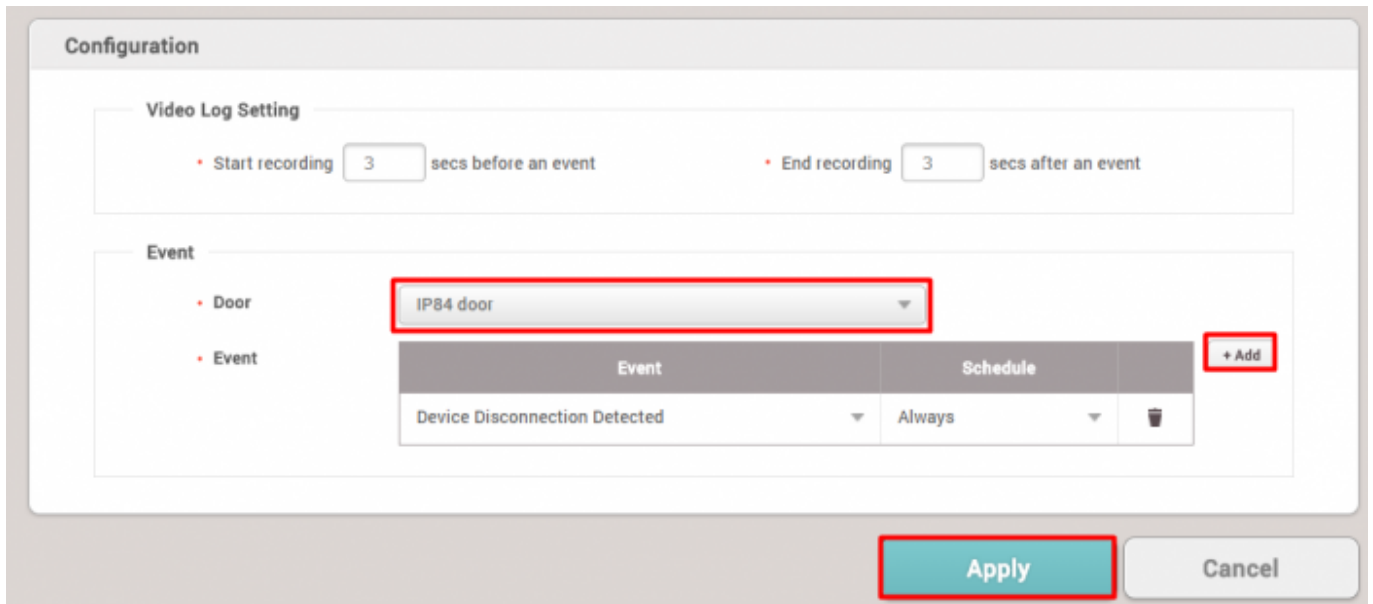 Configuration
Video Log Setting
• Start recording 3 secs before an event • End recording 3 secs after an event
Event
• Door IP84 door
• Event + Add
Event Schedule
Device Disconnection Detected Always
Apply Cancel